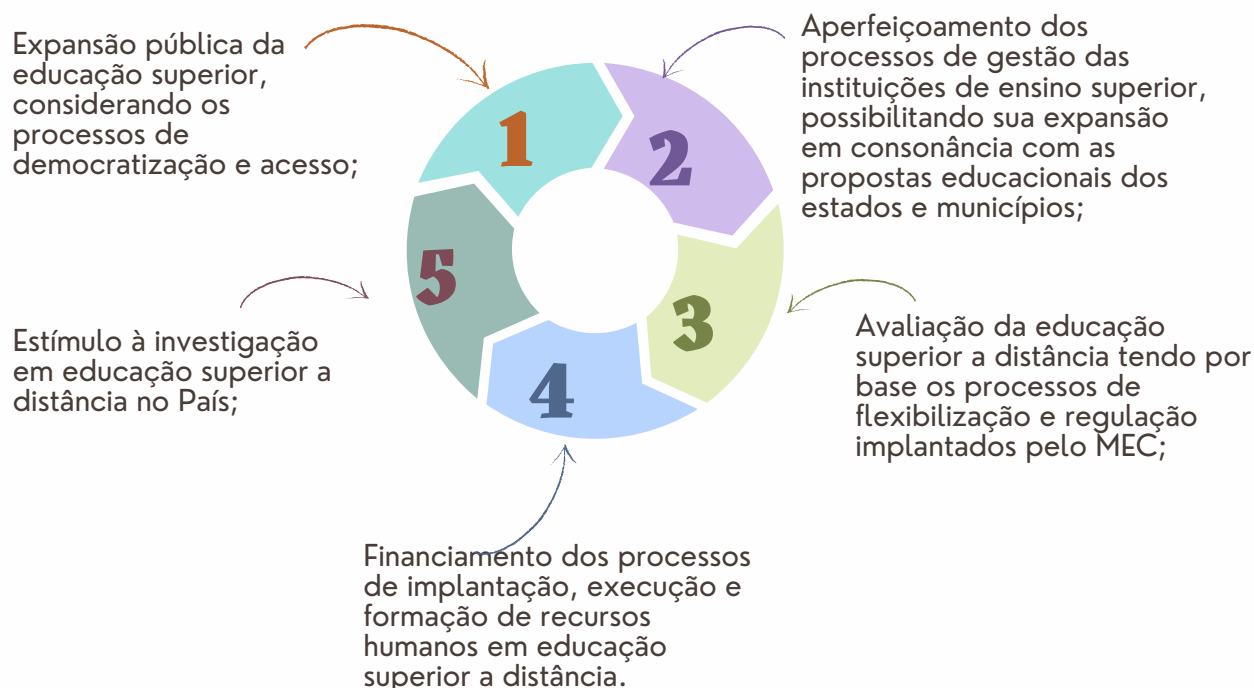 Expansão pública da
educação superior,
considerando os
processos de
democratização e acesso;
1
Aperfeiçoamento dos
processos de gestão das
instituições de ensino superior,
possibilitando sua expansão
em consonância com as
propostas educacionais dos
estados e municípios;
2
Avaliação da educação
superior a distância tendo por
base os processos de
flexibilização e regulação
implantados pelo MEC;
3
Financiamento dos processos
de implantação, execução e
formação de recursos
humanos em educação
superior a distância.
4
Estímulo à investigação
em educação superior a
distância no País;
5